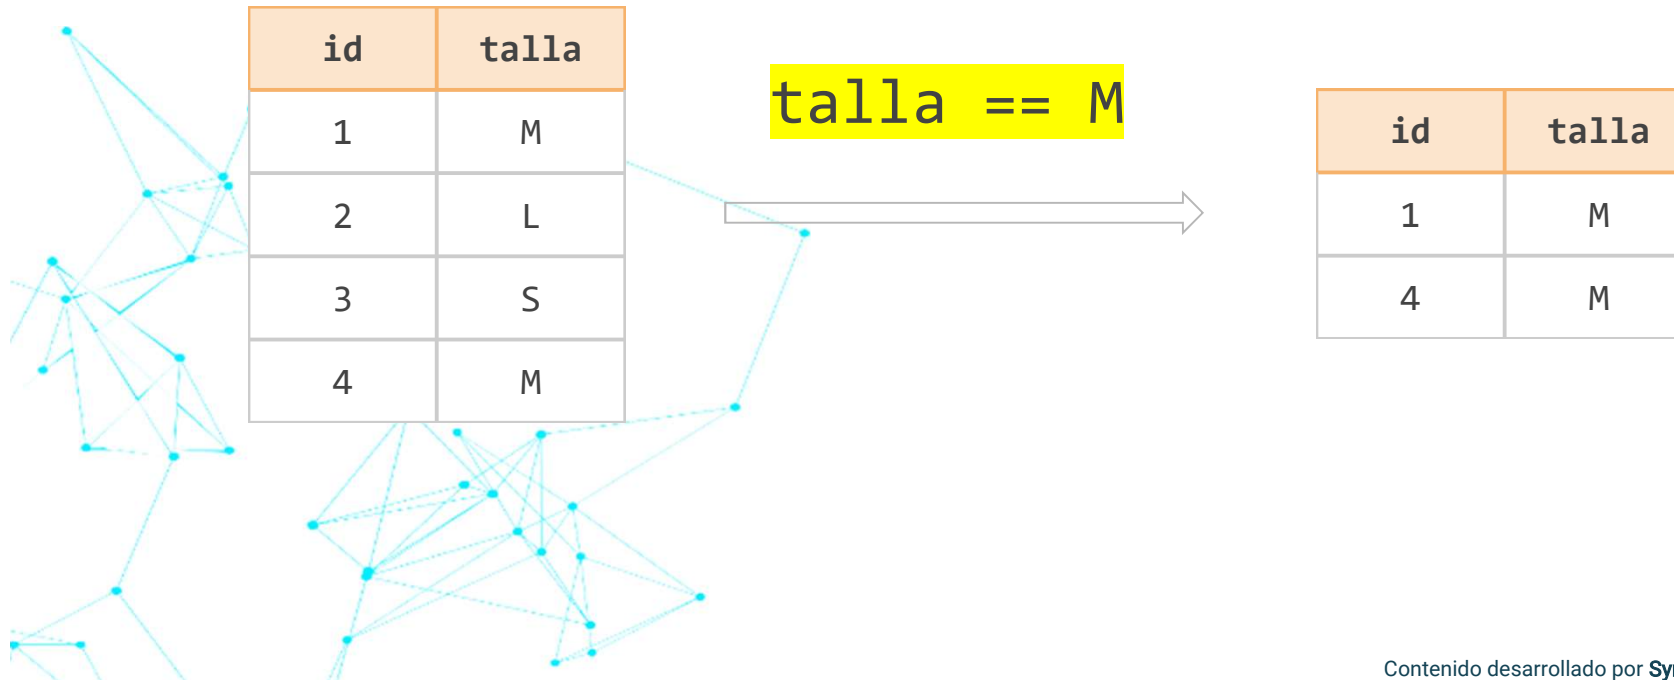 id talla
1 M
2 L
3 S
4 M
talla == M
id talla
1 M
4 M
Contenido desarrollado por